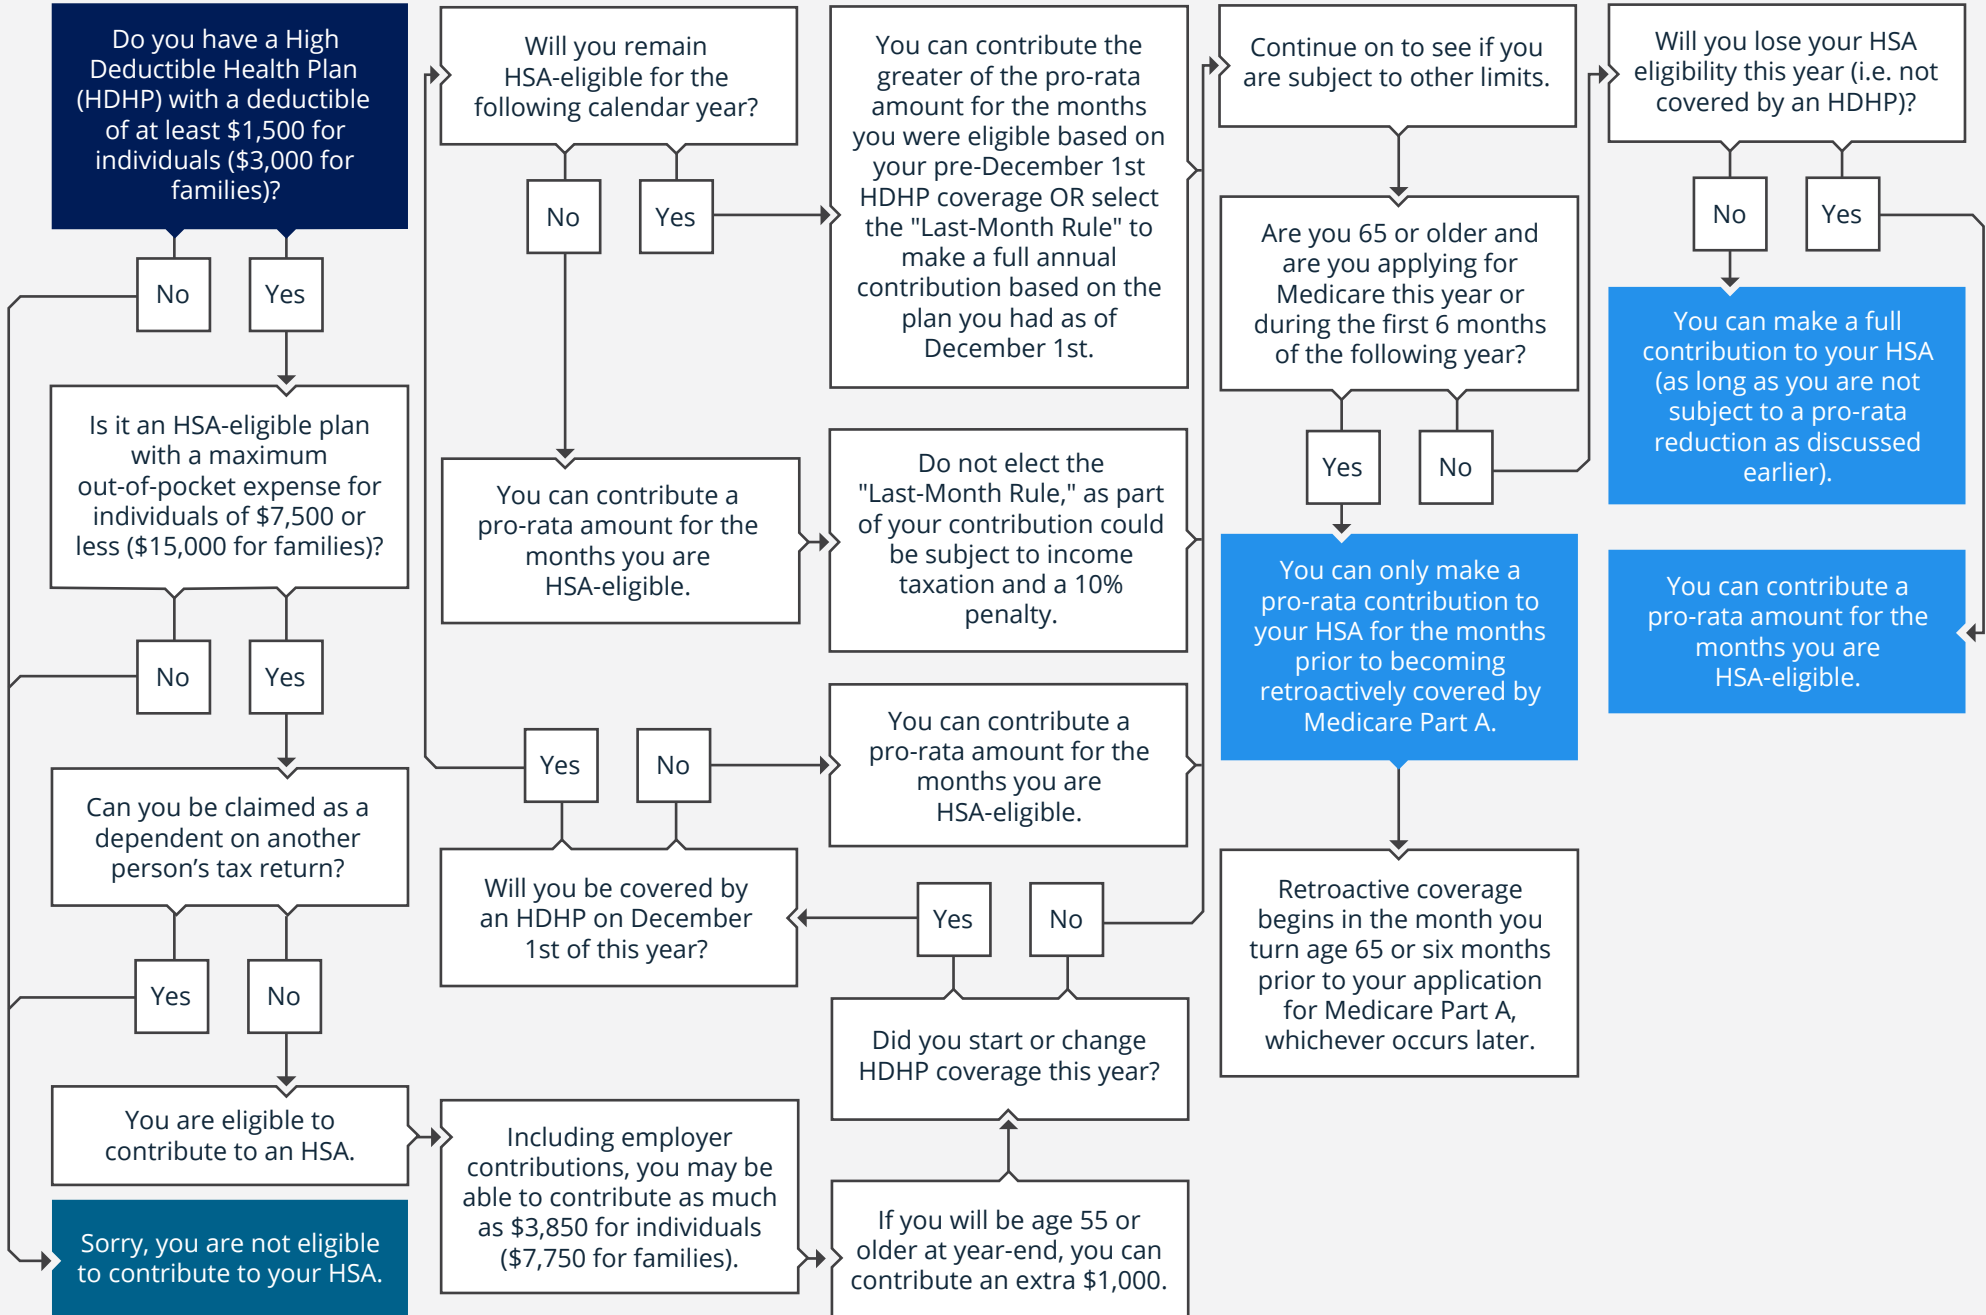 Do you have a High
Deductible Health Plan
(HDHP) with a deductible
of at least $1,500 for
individuals ($3,000 for
families)?
No
Yes
Is it an HSA-eligible plan
with a maximum
out-of-pocket expense for
individuals of $7,500 or
less ($15,000 for families)?
No
Yes
Can you be claimed as a
dependent on another
person’s tax return?
Yes
No
You are eligible to
contribute to an HSA.
Sorry, you are not eligible
to contribute to your HSA.
Including employer
contributions, you may be
able to contribute as much
as $3,850 for individuals
($7,750 for families).
If you will be age 55 or
older at year-end, you can
contribute an extra $1,000.
Did you start or change
HDHP coverage this year?
Yes
No
Will you be covered by
an HDHP on December
1st of this year?
Yes
No
You can contribute a
pro-rata amount for the
months you are
HSA-eligible.
Will you remain
HSA-eligible for the
following calendar year?
No
Yes
You can contribute a
pro-rata amount for the
months you are
HSA-eligible.
Do not elect the
"Last-Month Rule," as part
of your contribution could
be subject to income
taxation and a 10%
penalty.
You can contribute the
greater of the pro-rata
amount for the months
you were eligible based on
your pre-December 1st
HDHP coverage OR select
the "Last-Month Rule" to
make a full annual
contribution based on the
plan you had as of
December 1st.
Continue on to see if you
are subject to other limits.
Are you 65 or older and
are you applying for
Medicare this year or
during the first 6 months
of the following year?
Yes
No
You can only make a
pro-rata contribution to
your HSA for the months
prior to becoming
retroactively covered by
Medicare Part A.
Retroactive coverage
begins in the month you
turn age 65 or six months
prior to your application
for Medicare Part A,
whichever occurs later.
Will you lose your HSA
eligibility this year (i.e. not
covered by an HDHP)?
No
Yes
You can make a full
contribution to your HSA
(as long as you are not
subject to a pro-rata
reduction as discussed
earlier).
You can contribute a
pro-rata amount for the
months you are
HSA-eligible.